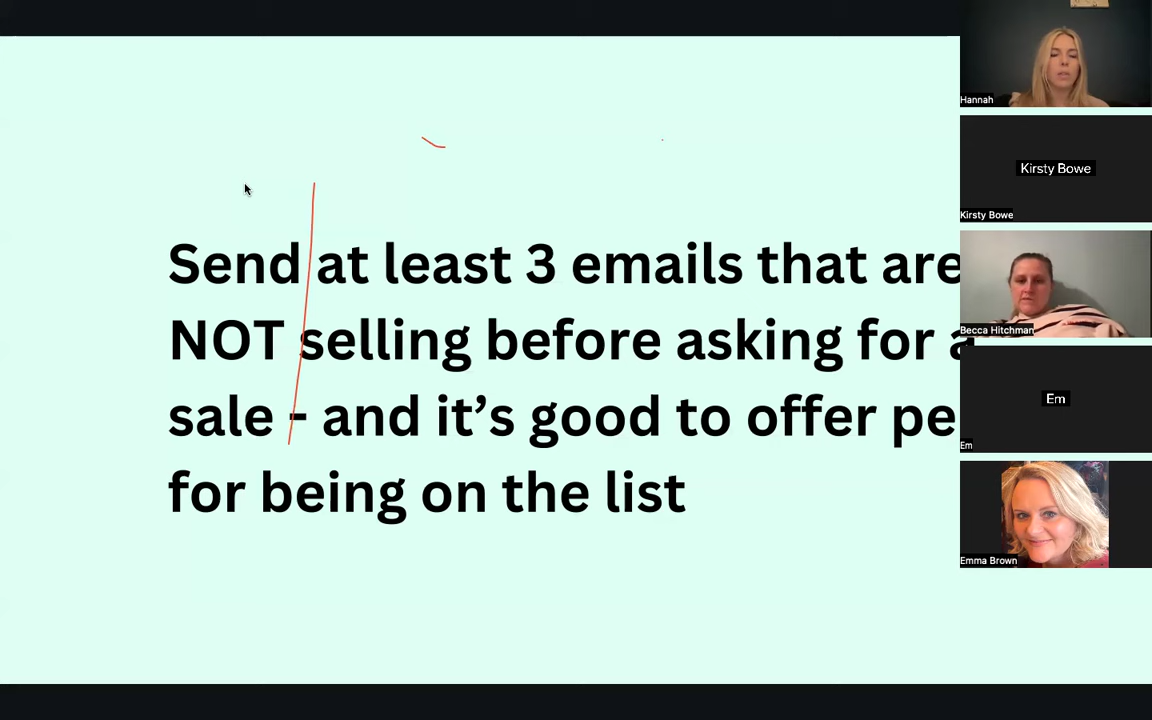 Send at least 3 emails that are
NOT selling before asking for a
sale - and it's good to offer
for being on the list
Hannah
Kirsty Bowe
Kirsty Bowe
Becca Hitchman
Em
Em
Emma Brown